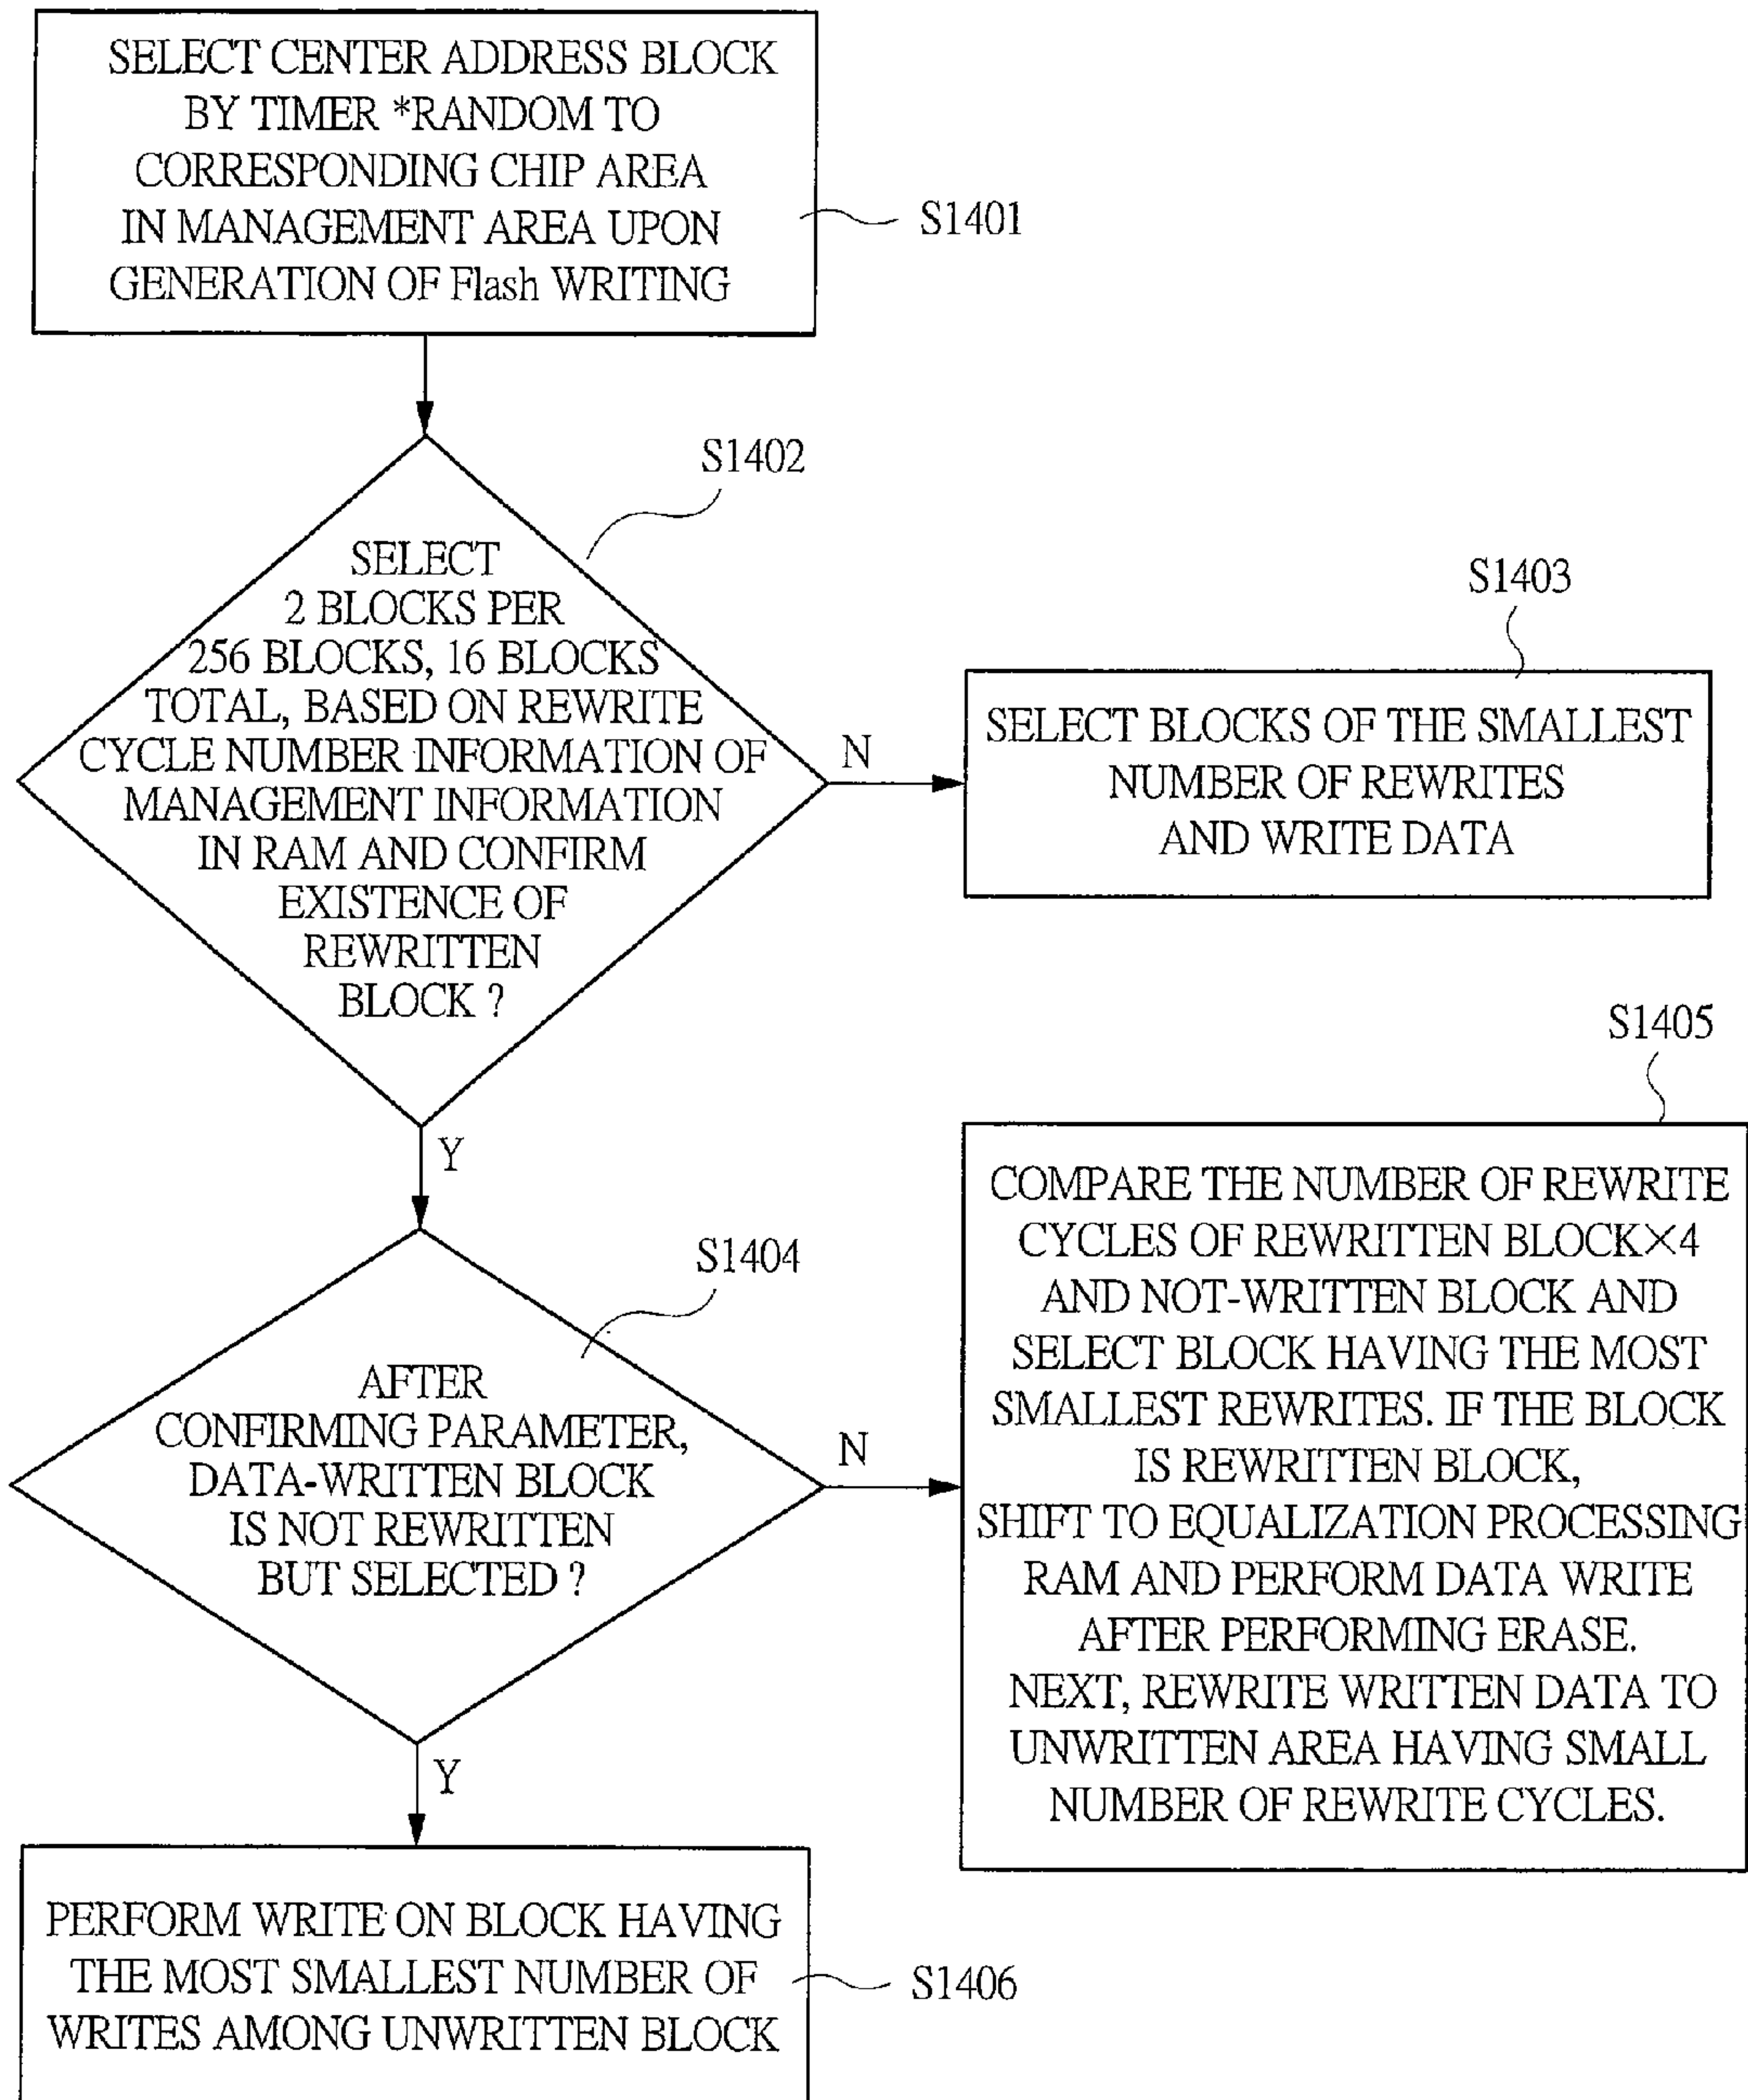 SELECT CENTER ADDRESS BLOCK
BY TIMER *RANDOM TO
CORRESPONDING CHIP AREA
IN MANAGEMENT AREA UPON
GENERATION OF Flash WRITING
S1401
S1402
SELECT
2 BLOCKS PER
256 BLOCKS, 16 BLOCKS
TOTAL, BASED ON REWRITE
CYCLE NUMBER INFORMATION OF
MANAGEMENT INFORMATION
IN RAM AND CONFIRM
EXISTENCE OF
REWRITTEN
BLOCK ?
N
S1403
SELECT BLOCKS OF THE SMALLEST
NUMBER OF REWRITES
AND WRITE DATA
Y
S1404
AFTER
CONFIRMING PARAMETER,
DATA-WRITTEN BLOCK
IS NOT REWRITTEN
BUT SELECTED ?
N
S1405
COMPARE THE NUMBER OF REWRITE
CYCLES OF REWRITTEN BLOCK×4
AND NOT-WRITTEN BLOCK AND
SELECT BLOCK HAVING THE MOST
SMALLEST REWRITES. IF THE BLOCK
IS REWRITTEN BLOCK,
SHIFT TO EQUALIZATION PROCESSING
RAM AND PERFORM DATA WRITE
AFTER PERFORMING ERASE.
NEXT, REWRITE WRITTEN DATA TO
UNWRITTEN AREA HAVING SMALL
NUMBER OF REWRITE CYCLES.
Y
PERFORM WRITE ON BLOCK HAVING
THE MOST SMALLEST NUMBER OF
WRITES AMONG UNWRITTEN BLOCK
S1406